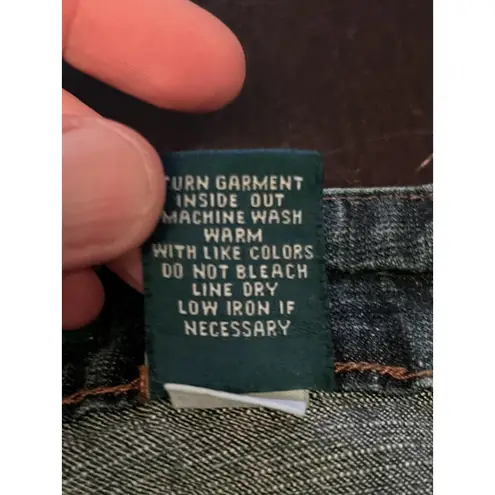 TURN GARMENT
INSIDE OUT
MACHINE WASH
WARM
WITH LIKE COLORS
DO NOT BLEACH
LINE DRY
LOW IRON IF
NECESSARY